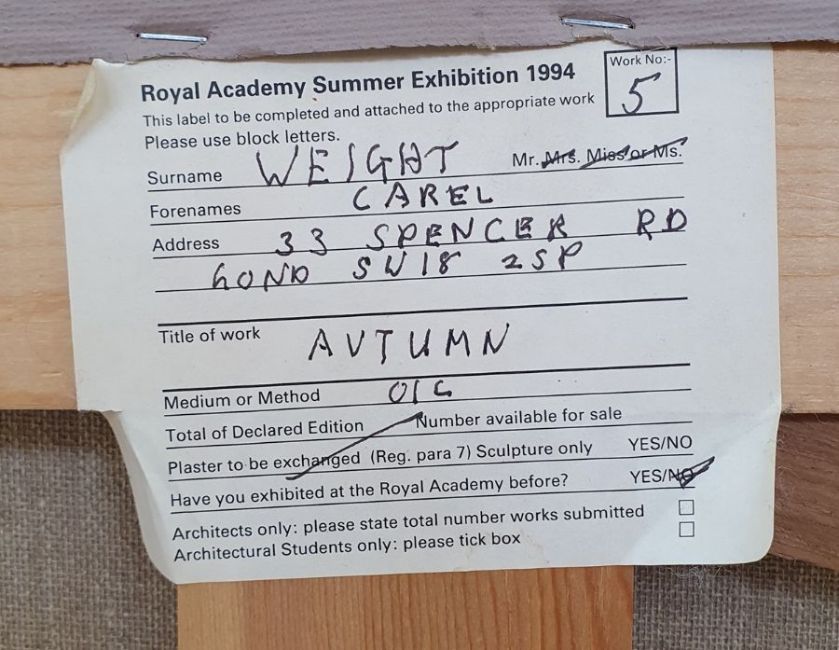 Royal Academy Summer Exhibition 1994
Work No:- 5
This label to be completed and attached to the appropriate work
Please use block letters.
Surname WEIGHT Mr. Mrs. Miss or Ms.
Forenames CAREL
Address 33 SPENCER RD
LOND SW18 2SP
Title of work AUTUMN
Medium or Method OIL
Total of Declared Edition Number available for sale
Plaster to be exchanged (Reg. para 7) Sculpture only YES/NO
Have you exhibited at the Royal Academy before? YES/NO
Architects only: please state total number works submitted
Architectural Students only: please tick box